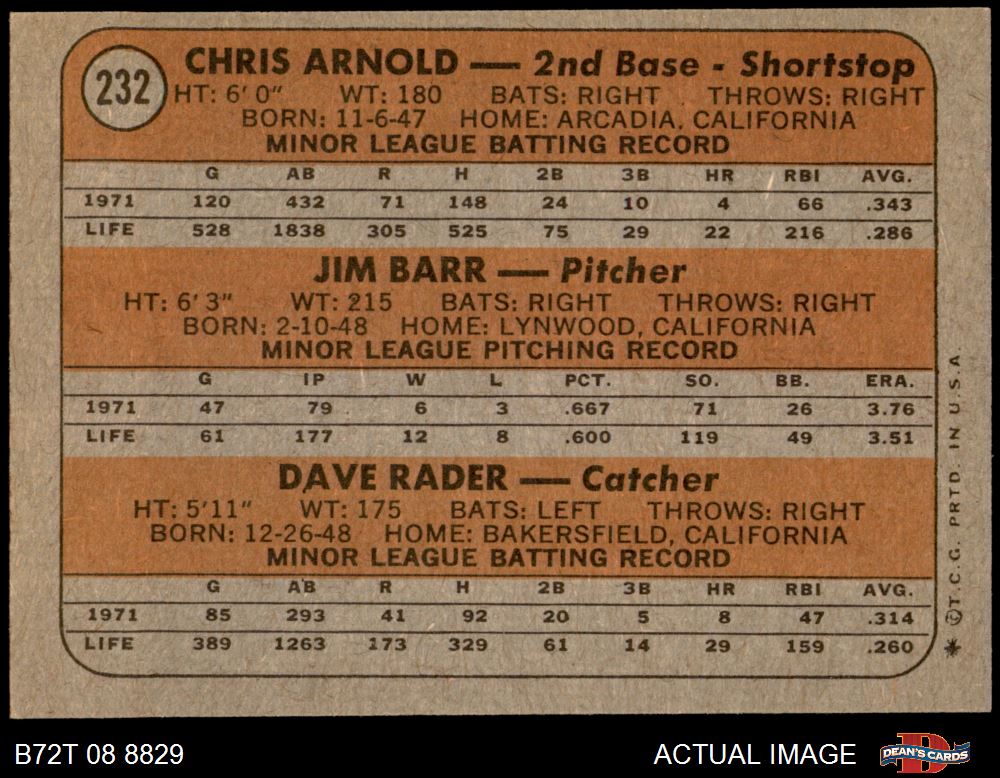 232
CHRIS ARNOLD — 2nd Base - Shortstop
HT: 6' 0" WT: 180 BATS: RIGHT THROWS: RIGHT
BORN: 11-6-47 HOME: ARCADIA, CALIFORNIA
MINOR LEAGUE BATTING RECORD
G AB R H 2B 3B HR RBI AVG.
1971 120 432 71 148 24 10 4 66 .343
LIFE 528 1838 305 525 75 29 22 216 .286
JIM BARR — Pitcher
HT: 6' 3" WT: 215 BATS: RIGHT THROWS: RIGHT
BORN: 2-10-48 HOME: LYNWOOD, CALIFORNIA
MINOR LEAGUE PITCHING RECORD
G IP W L PCT. SO. BB. ERA.
1971 47 79 6 3 .667 71 26 3.76
LIFE 61 177 12 8 .600 119 49 3.51
DAVE RADER — Catcher
HT: 5'11" WT: 175 BATS: LEFT THROWS: RIGHT
BORN: 12-26-48 HOME: BAKERSFIELD, CALIFORNIA
MINOR LEAGUE BATTING RECORD
G AB R H 2B 3B HR RBI AVG.
1971 85 293 41 92 20 5 8 47 .314
LIFE 389 1263 173 329 61 14 29 159 .260
* © T.C.G. PRTD. IN U.S.A.
B72T 08 8829
ACTUAL IMAGE
DEAN'S CARDS